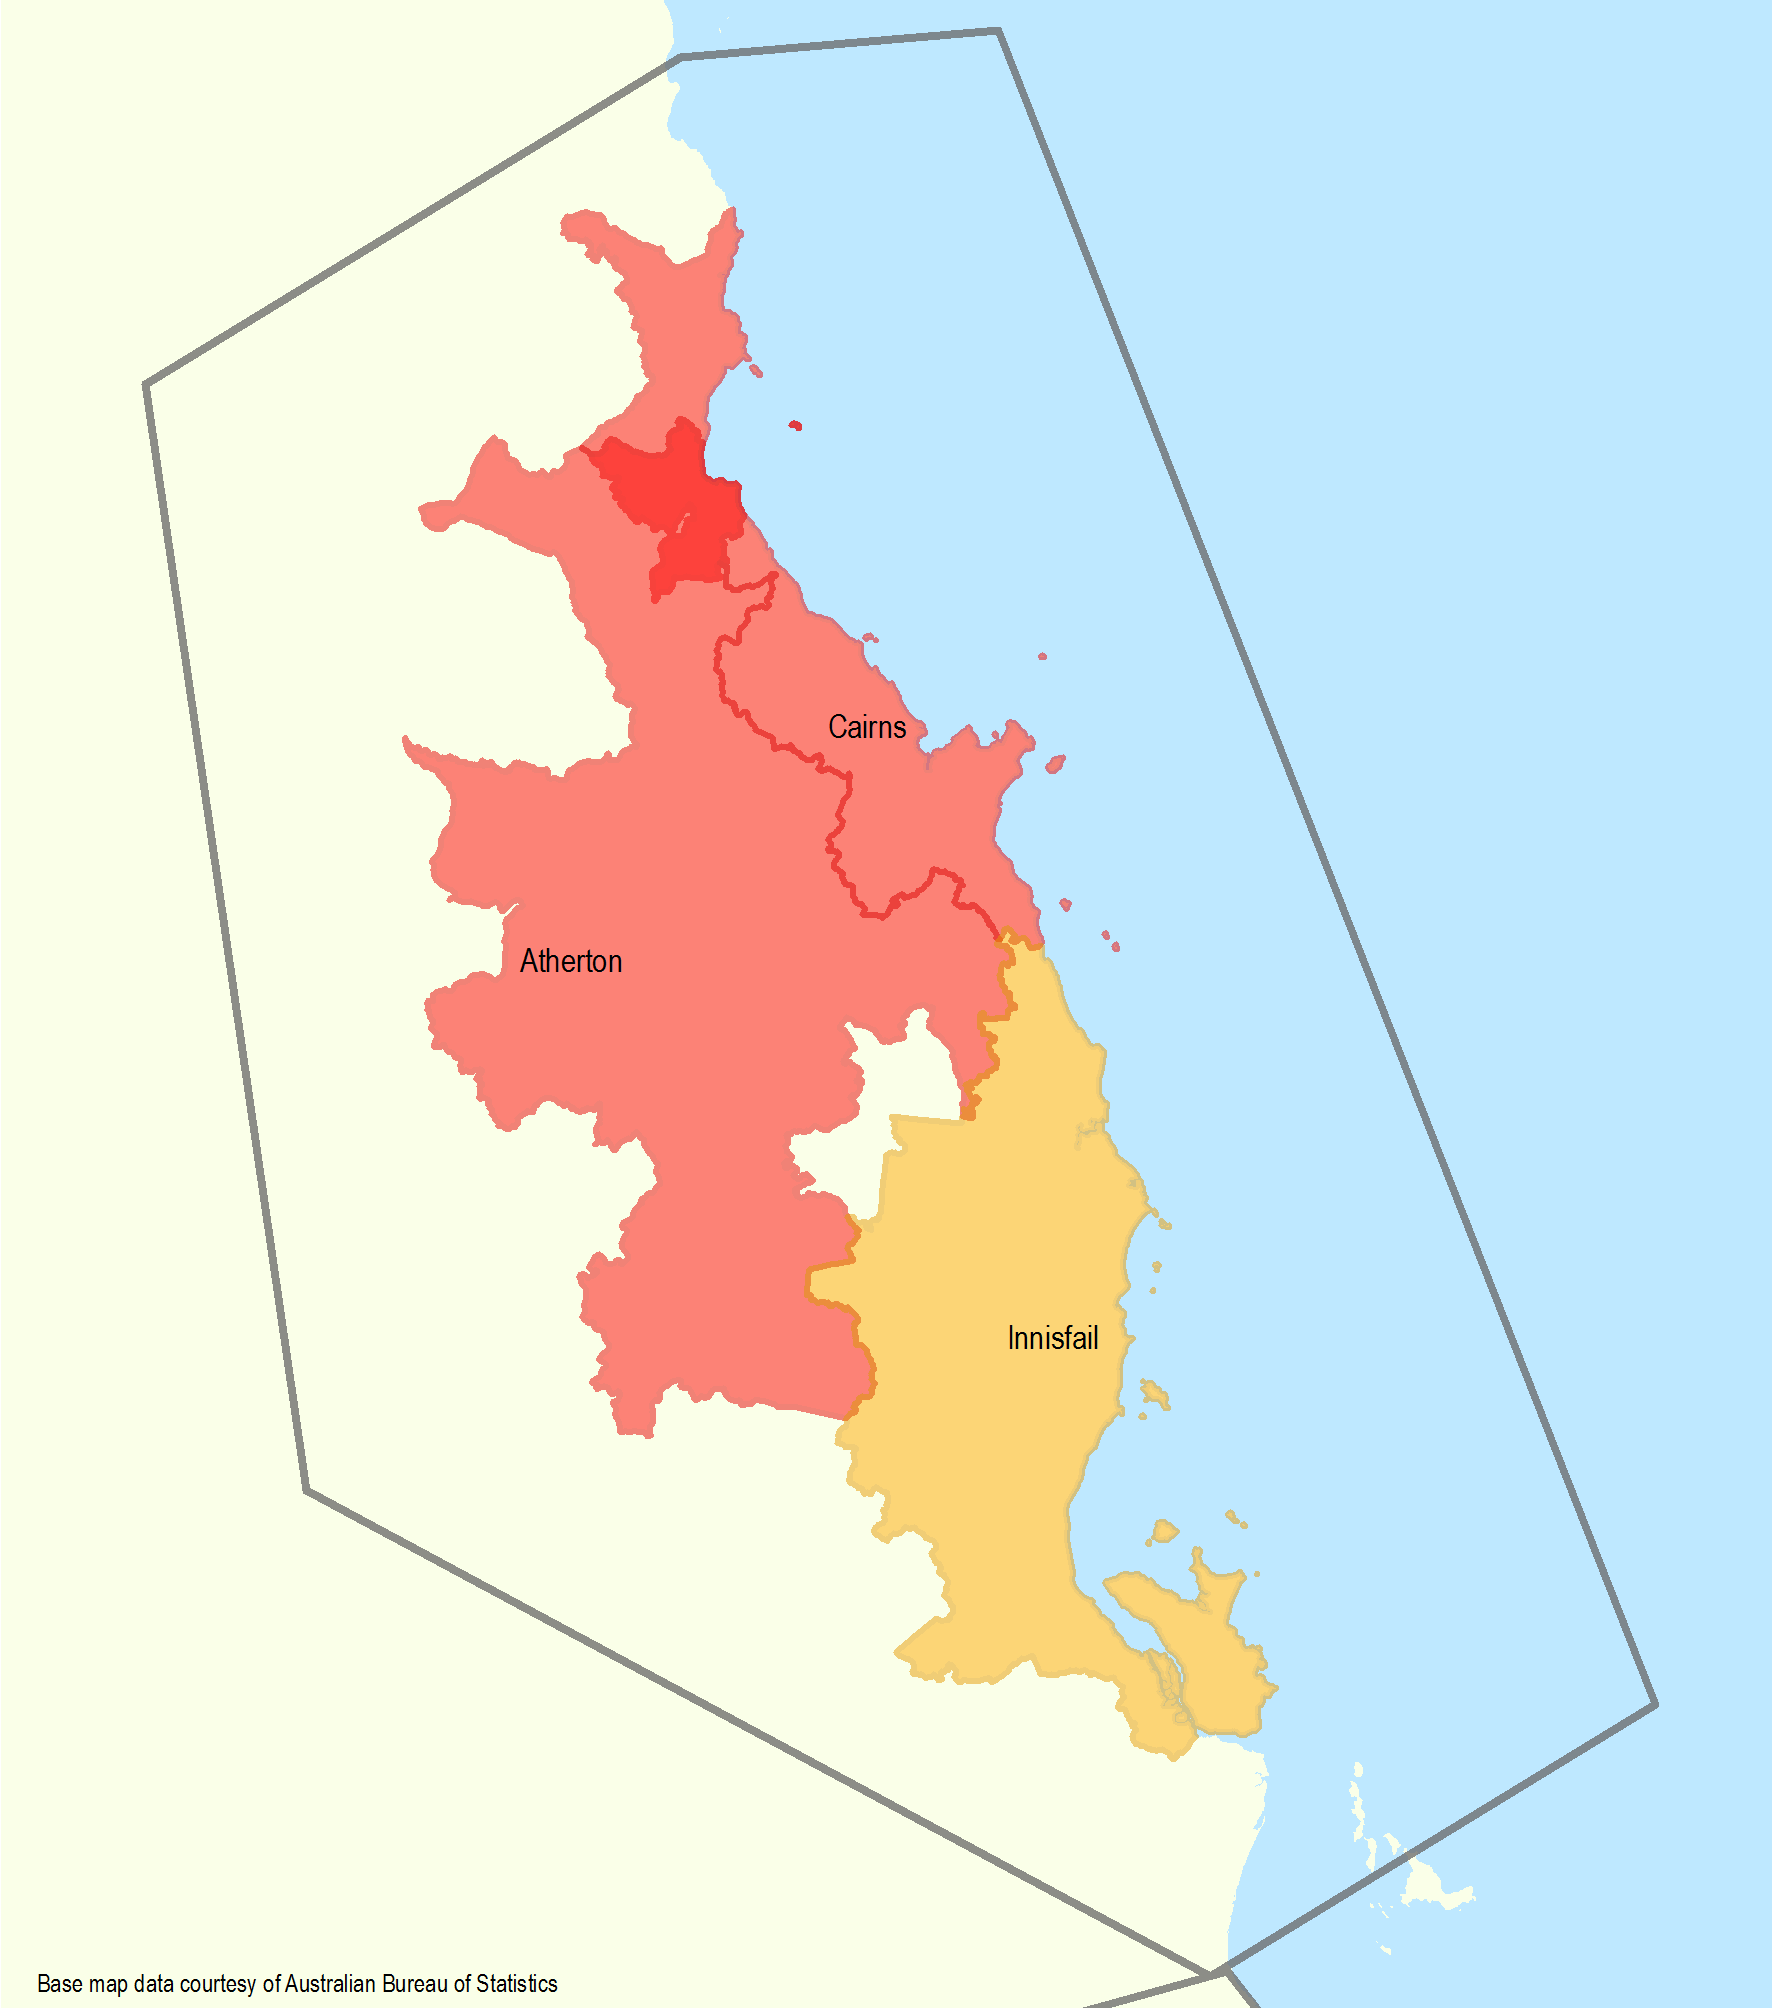 Cairns
Atherton
Innisfail
Base map data courtesy of Australian Bureau of Statistics